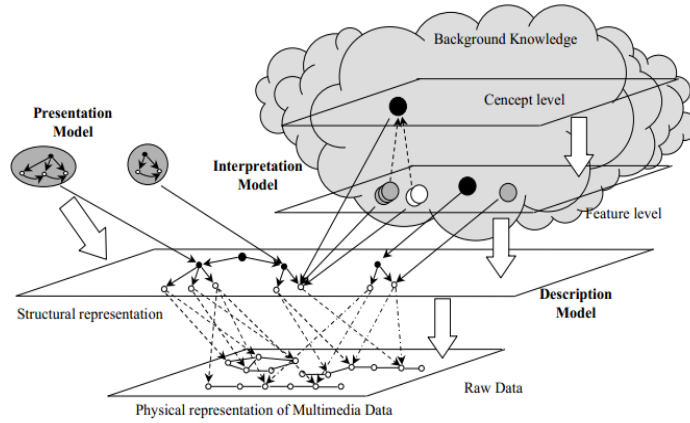 Background Knowledge
Cencept level
Presentation
Model
Interpretation
Model
Feature level
Structural representation
Description
Model
Raw Data
Physical representation of Multimedia Data